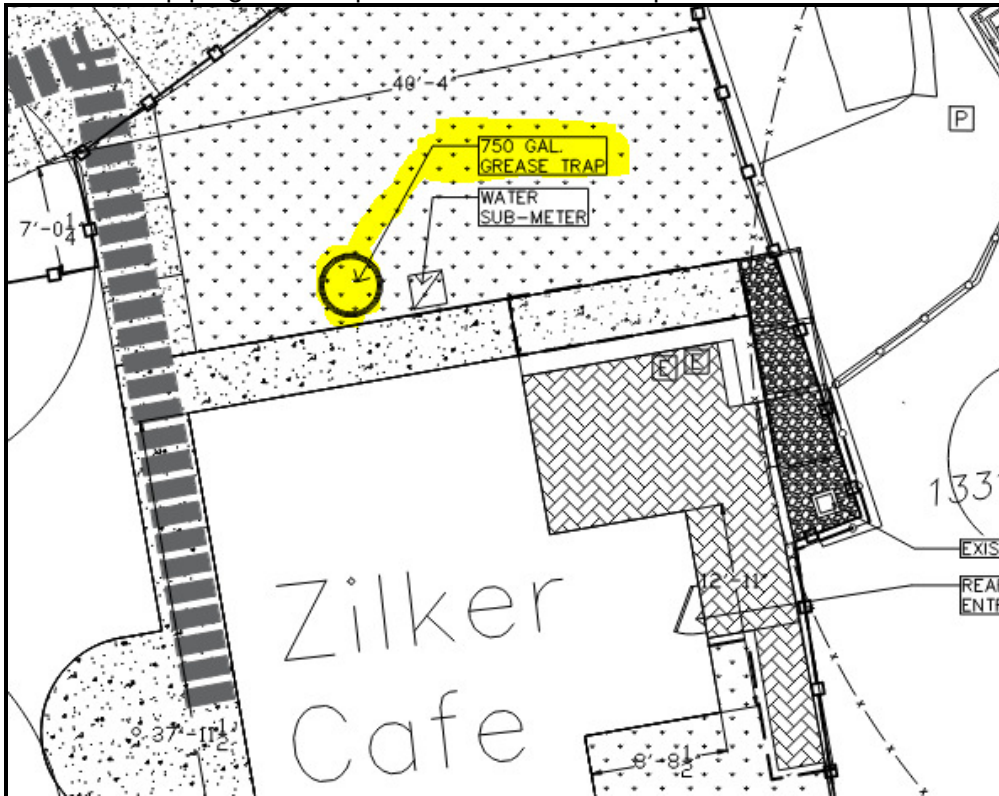 40'-4"
750 GAL.
GREASE TRAP
P
WATER
SUB-METER
7'-0 1/4
E E
133
EXIS
12'-11"
REAR
ENTR
Zilker
Cafe
37'-11 1/2
8'-8 1/2